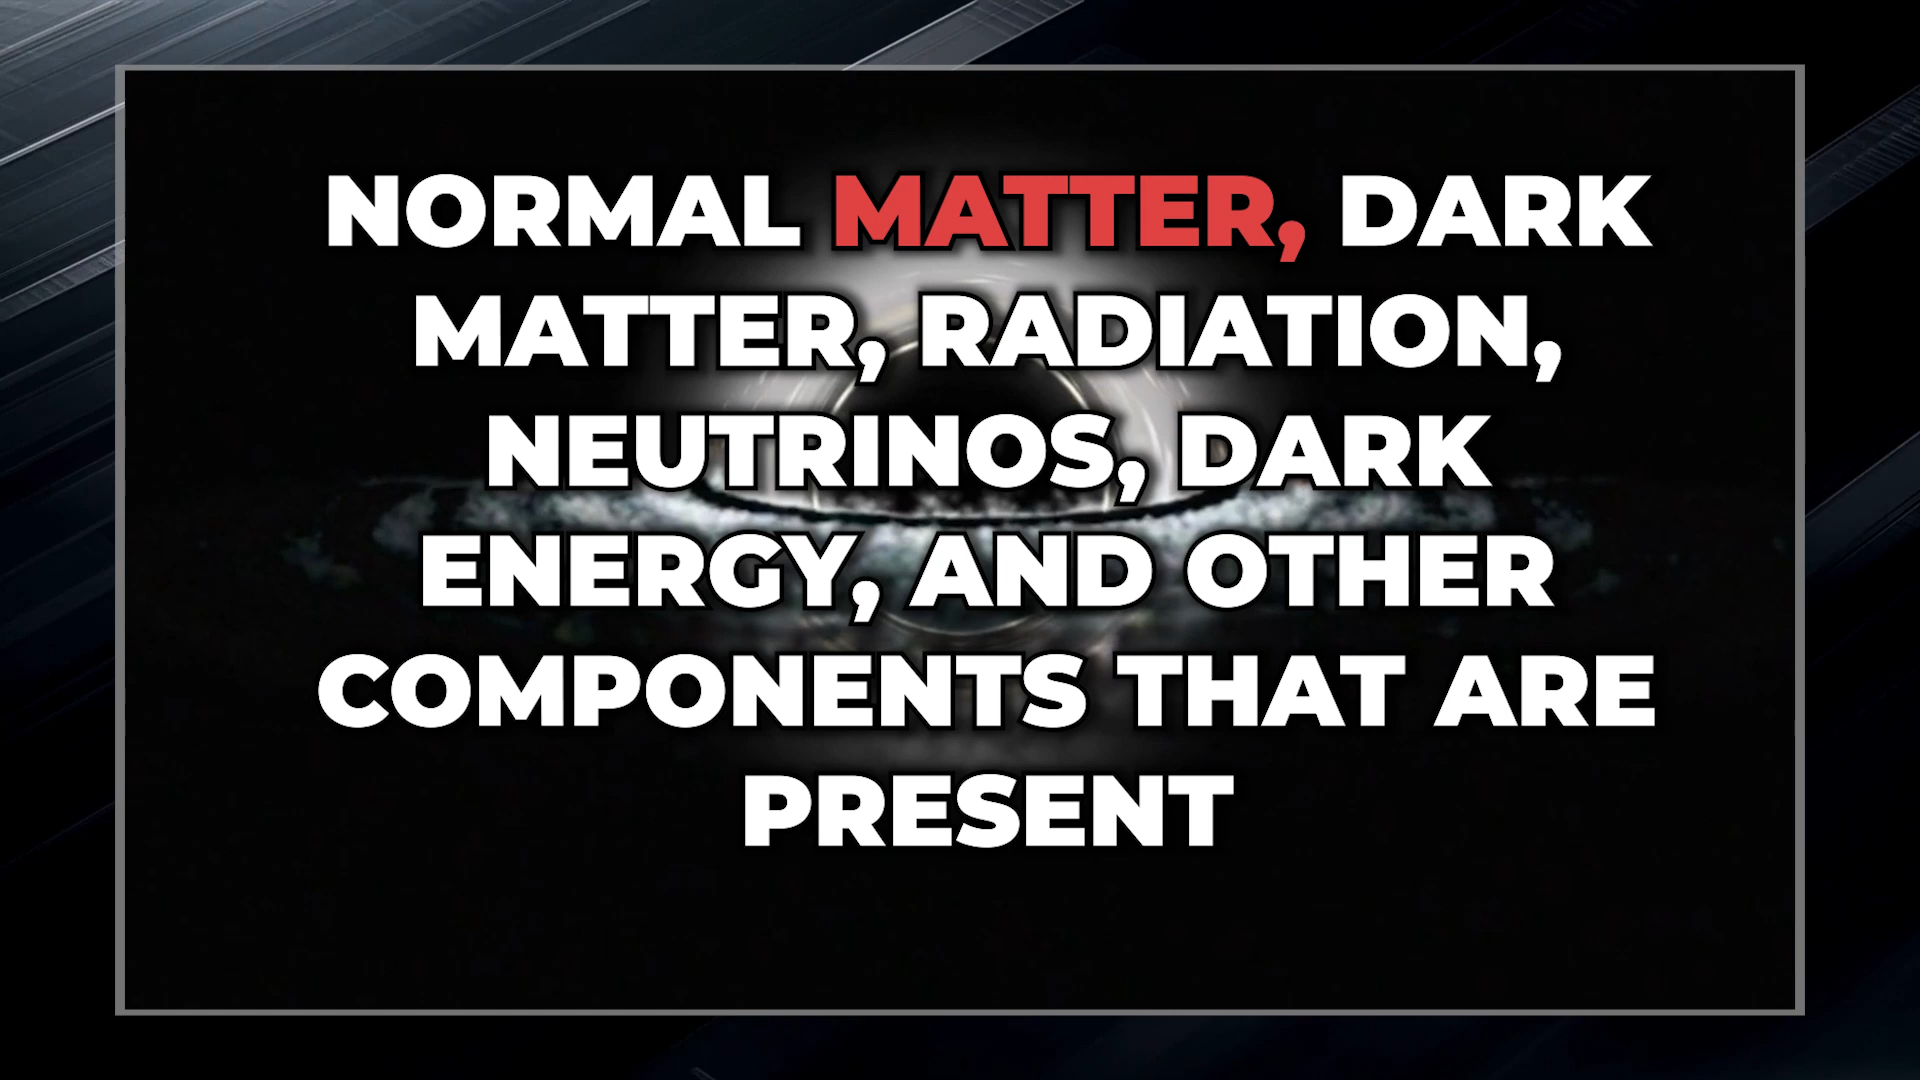 NORMAL MATTER, DARK
MATTER, RADIATION,
NEUTRINOS, DARK
ENERGY, AND OTHER
COMPONENTS THAT ARE
PRESENT